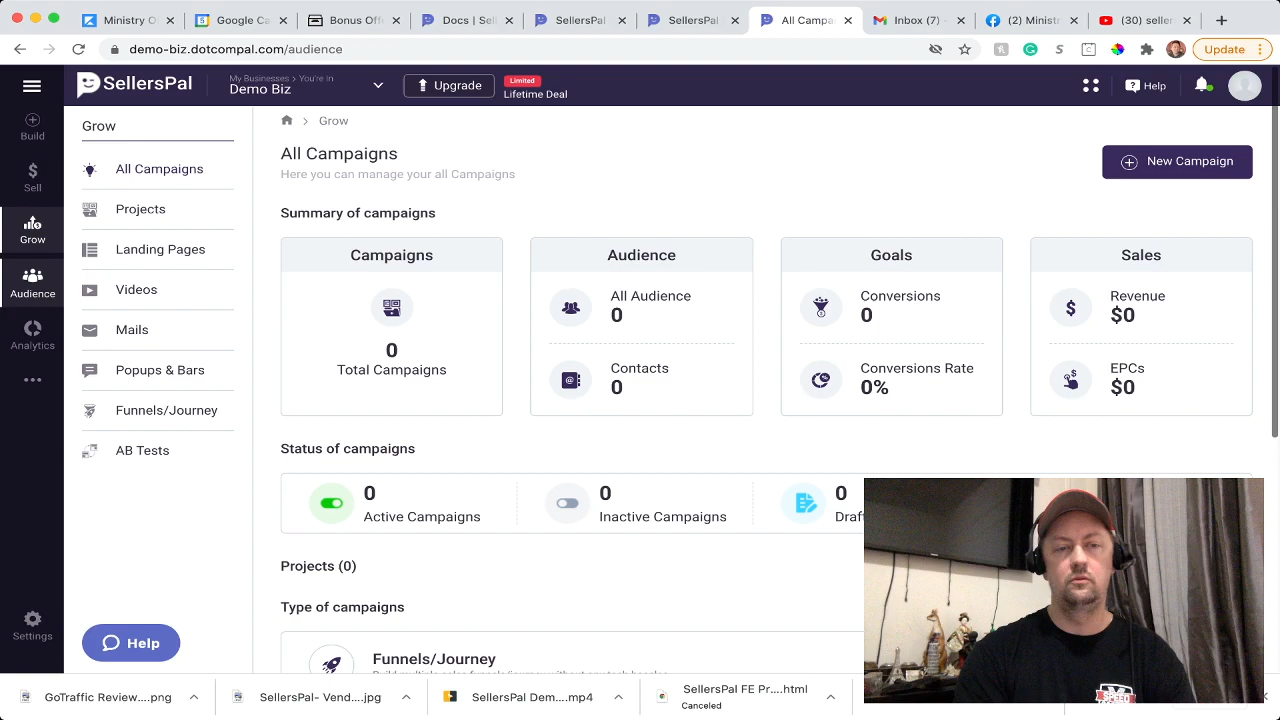 Ministry O
Google Ca
Bonus Off
Docs | Sell
SellersPal
SellersPal
All Campa
Inbox (7) -
(2) Ministr
(30) seller
demo-biz.dotcompal.com/audience
Update
SellersPal
My Businesses > You're in
Demo Biz
Upgrade
Limited
Lifetime Deal
Help
Build
Sell
Grow
Audience
Analytics
Settings
Grow
All Campaigns
Projects
Landing Pages
Videos
Mails
Popups & Bars
Funnels/Journey
AB Tests
Help
Grow
All Campaigns
Here you can manage your all Campaigns
New Campaign
Summary of campaigns
Campaigns
0
Total Campaigns
Audience
All Audience
0
Contacts
0
Goals
Conversions
0
Conversions Rate
0%
Sales
Revenue
$0
EPCs
$0
Status of campaigns
0
Active Campaigns
0
Inactive Campaigns
0
Draf
Projects (0)
Type of campaigns
Funnels/Journey
GoTraffic Review....png
SellersPal- Vend....jpg
SellersPal Dem....mp4
SellersPal FE Pr....html
Canceled
SPEED